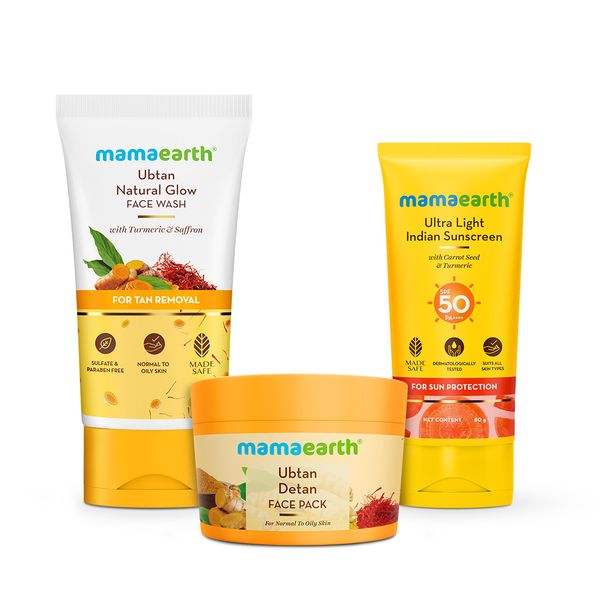 mamaearth®
Ubtan
Natural Glow
FACE WASH
with Turmeric & Saffron
FOR TAN REMOVAL
SULFATE &
PARABEN FREE
NORMAL TO
OILY SKIN
MADE
SAFE
mamaearth®
Ubtan
Detan
FACE PACK
For Normal To Oily Skin
mamaearth®
Ultra Light
Indian Sunscreen
with Carrot Seed
& Turmeric
SPF
50
PA++++
MADE
SAFE
DERMATOLOGICALLY
TESTED
SUITS ALL
SKIN TYPES
FOR SUN PROTECTION
NET CONTENT
80 g